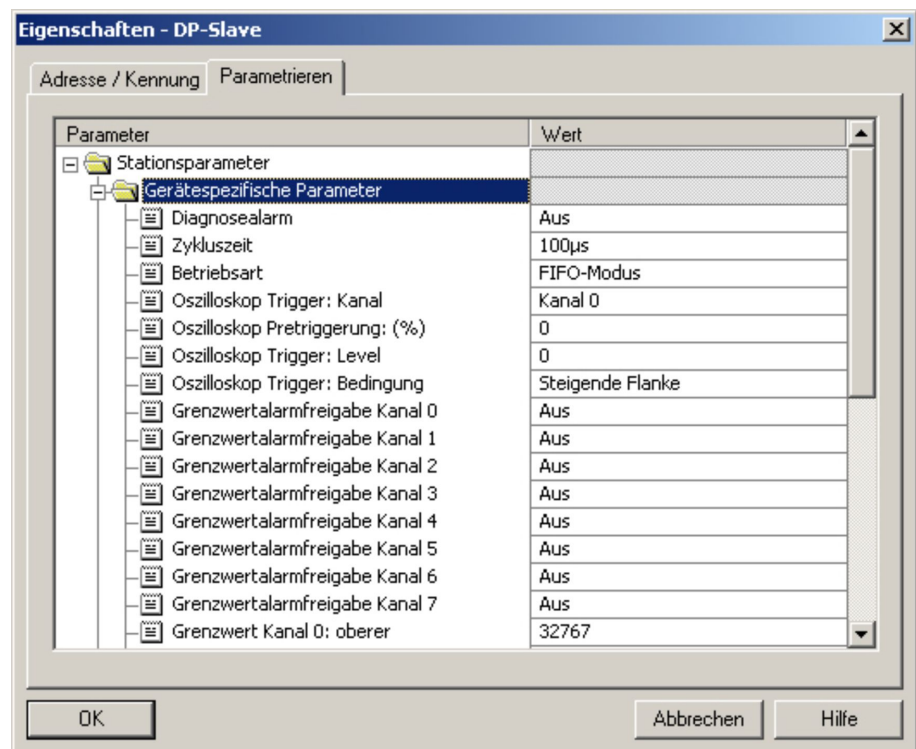 Eigenschaften - DP-Slave
Adresse / Kennung Parametrieren
Parameter Wert
Stationsparameter
Gerätespezifische Parameter
Diagnosealarm Aus
Zykluszeit 100µs
Betriebsart FIFO-Modus
Oszilloskop Trigger: Kanal Kanal 0
Oszilloskop Pretriggerung: (%) 0
Oszilloskop Trigger: Level 0
Oszilloskop Trigger: Bedingung Steigende Flanke
Grenzwertalarmfreigabe Kanal 0 Aus
Grenzwertalarmfreigabe Kanal 1 Aus
Grenzwertalarmfreigabe Kanal 2 Aus
Grenzwertalarmfreigabe Kanal 3 Aus
Grenzwertalarmfreigabe Kanal 4 Aus
Grenzwertalarmfreigabe Kanal 5 Aus
Grenzwertalarmfreigabe Kanal 6 Aus
Grenzwertalarmfreigabe Kanal 7 Aus
Grenzwert Kanal 0: oberer 32767
OK Abbrechen Hilfe